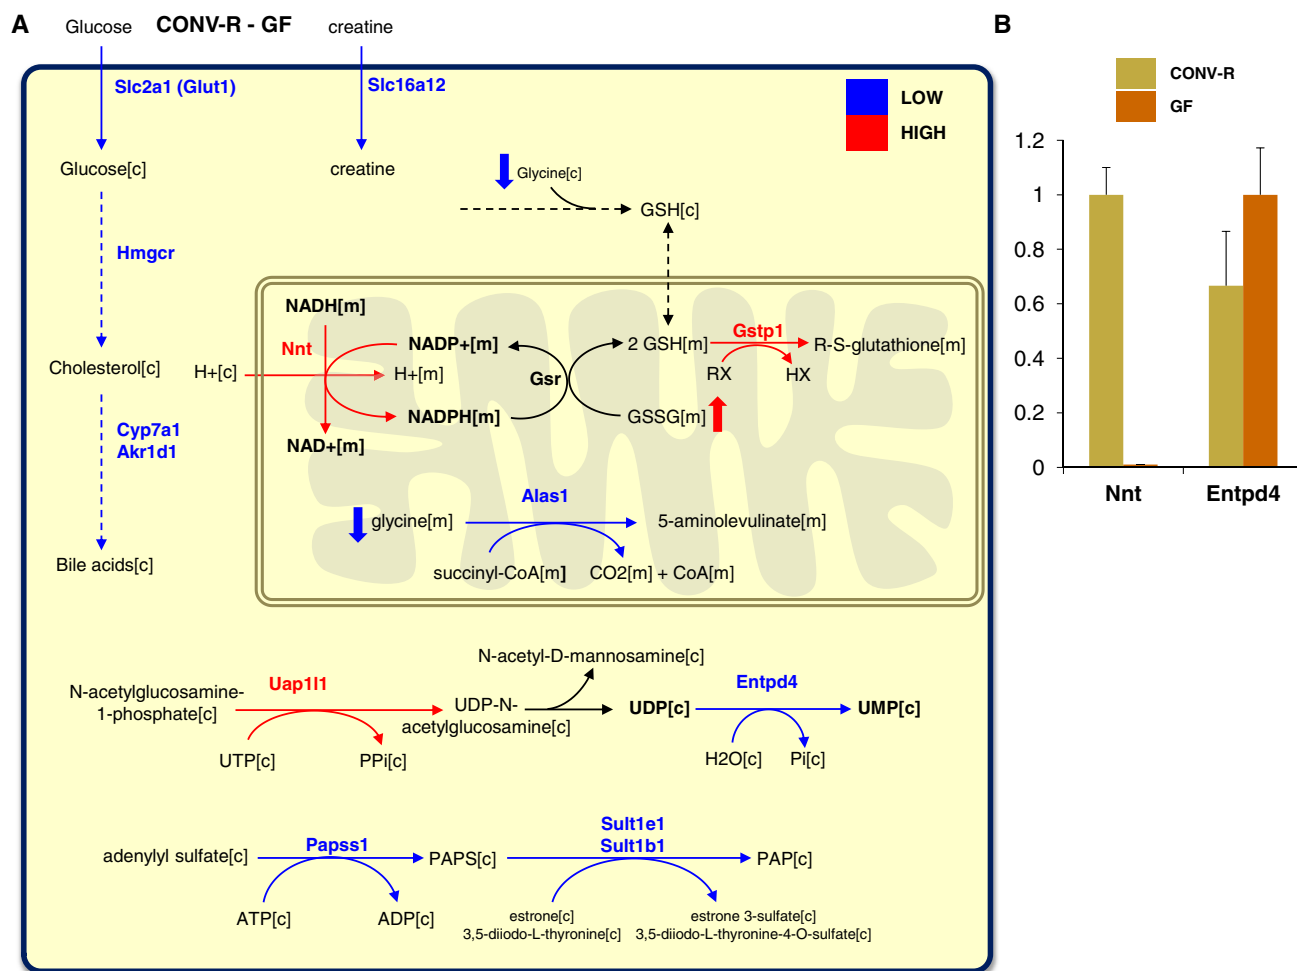 A
Glucose
CONV-R - GF
creatine
Slc2a1 (Glut1)
Slc16a12
LOW
HIGH
Glucose[c]
creatine
Glycine[c]
GSH[c]
Hmgcr
NADH[m]
Nnt
NADP+[m]
2 GSH[m]
Gstp1
R-S-glutathione[m]
Cholesterol[c]
H+[c]
H+[m]
Gsr
RX
HX
NADPH[m]
GSSG[m]
Cyp7a1
Akr1d1
NAD+[m]
Alas1
glycine[m]
5-aminolevulinate[m]
Bile acids[c]
succinyl-CoA[m]
CO2[m] + CoA[m]
N-acetyl-D-mannosamine[c]
N-acetylglucosamine-
1-phosphate[c]
Uap1l1
UDP-N-
acetylglucosamine[c]
UDP[c]
Entpd4
UMP[c]
UTP[c]
PPi[c]
H2O[c]
Pi[c]
adenylyl sulfate[c]
Papss1
PAPS[c]
Sult1e1
Sult1b1
PAP[c]
ATP[c]
ADP[c]
estrone[c]
3,5-diiodo-L-thyronine[c]
estrone 3-sulfate[c]
3,5-diiodo-L-thyronine-4-O-sulfate[c]
B
CONV-R
GF
1.2
1
0.8
0.6
0.4
0.2
0
Nnt
Entpd4